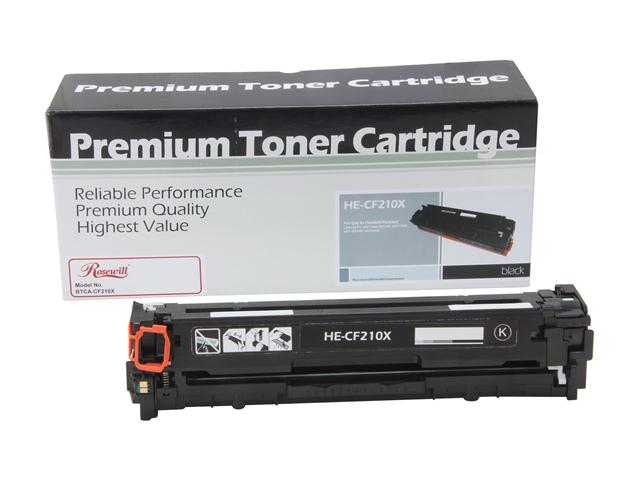 Premium Toner Cartridge
Premium Toner Cartridge
Reliable Performance
Premium Quality
Highest Value
Rosewill
Model No.
RTCA-CF210X
HE-CF210X
black
HE-CF210X
K